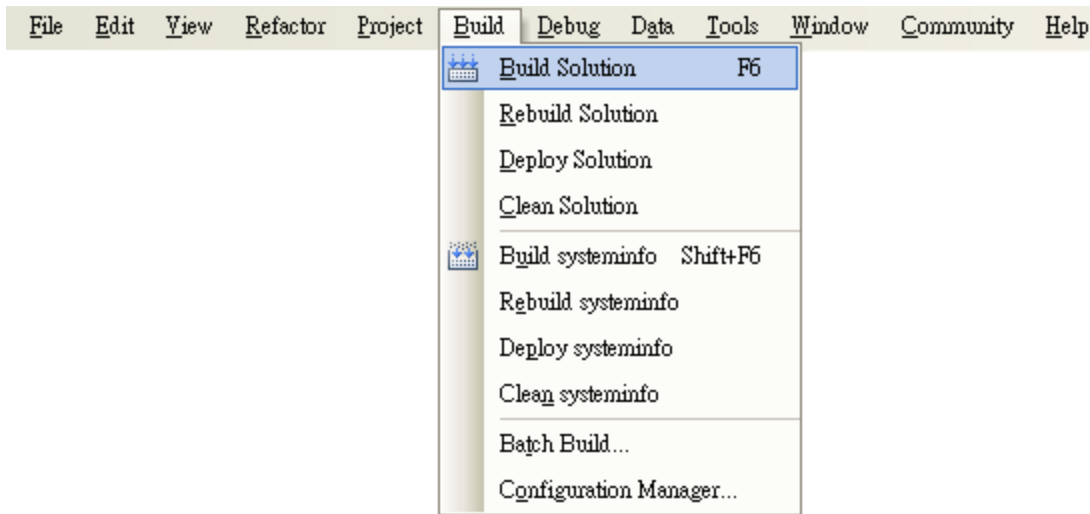 File Edit View Refactor Project Build Debug Data Tools Window Community Help
Build Solution F6
Rebuild Solution
Deploy Solution
Clean Solution
Build systeminfo Shift+F6
Rebuild systeminfo
Deploy systeminfo
Clean systeminfo
Batch Build...
Configuration Manager...